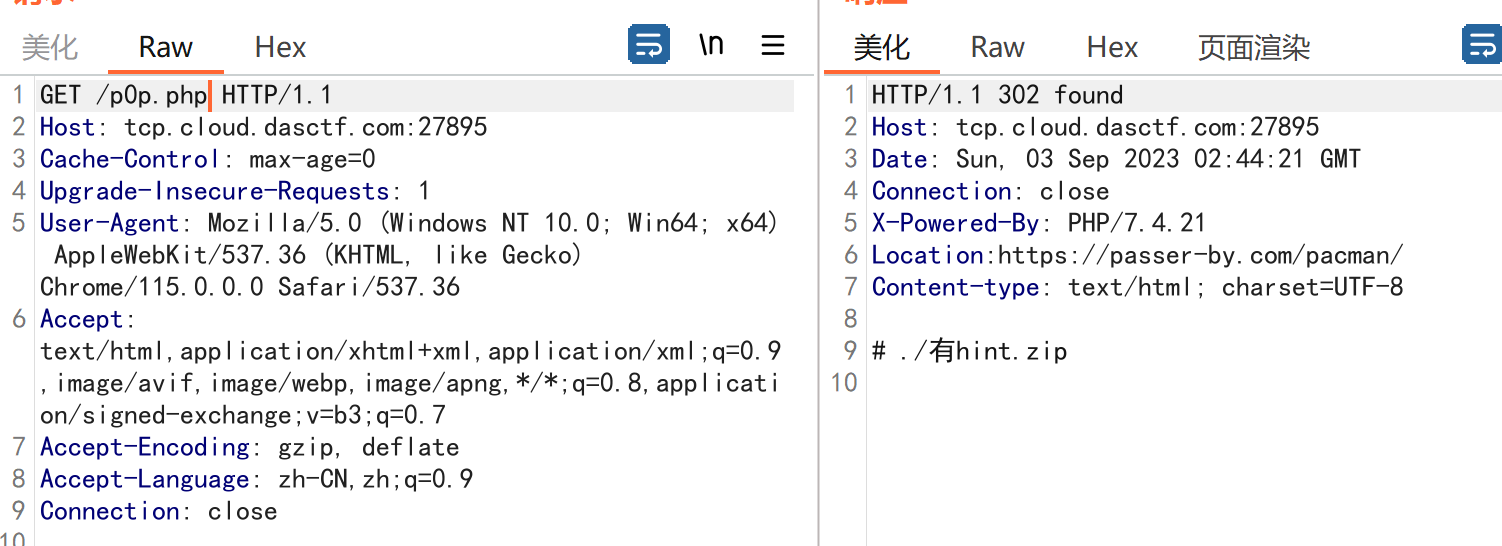 美化 Raw Hex \n
1 GET /p0p.php HTTP/1.1
2 Host: tcp.cloud.dasctf.com:27895
3 Cache-Control: max-age=0
4 Upgrade-Insecure-Requests: 1
5 User-Agent: Mozilla/5.0 (Windows NT 10.0; Win64; x64)
AppleWebKit/537.36 (KHTML, like Gecko)
Chrome/115.0.0.0 Safari/537.36
6 Accept:
text/html,application/xhtml+xml,application/xml;q=0.9
,image/avif,image/webp,image/apng,*/*;q=0.8,applicati
on/signed-exchange;v=b3;q=0.7
7 Accept-Encoding: gzip, deflate
8 Accept-Language: zh-CN,zh;q=0.9
9 Connection: close
10
美化 Raw Hex 页面渲染
1 HTTP/1.1 302 found
2 Host: tcp.cloud.dasctf.com:27895
3 Date: Sun, 03 Sep 2023 02:44:21 GMT
4 Connection: close
5 X-Powered-By: PHP/7.4.21
6 Location:https://passer-by.com/pacman/
7 Content-type: text/html; charset=UTF-8
8
9 # ./有hint.zip
10